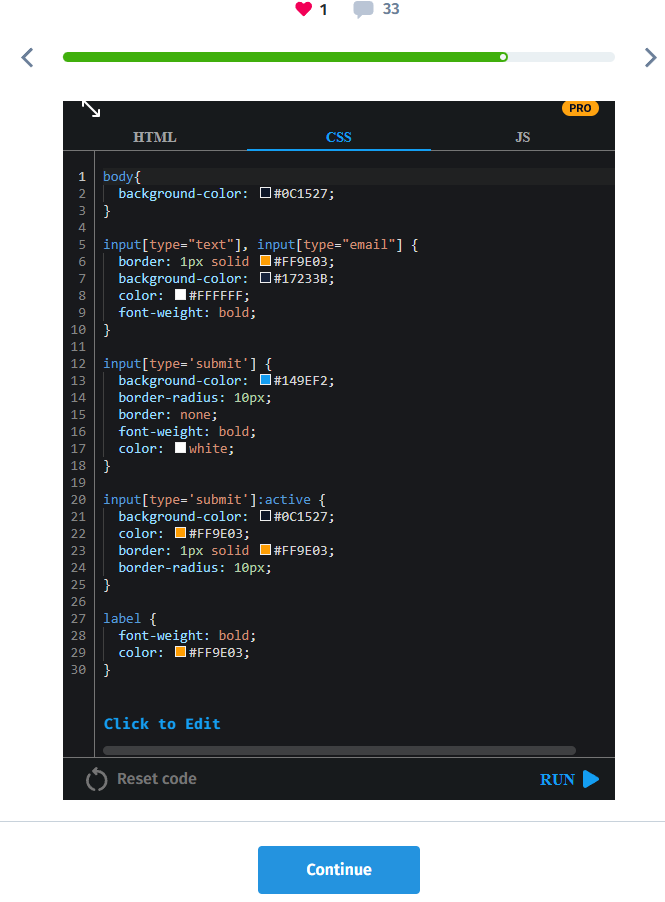 1 33
PRO
HTML CSS JS
1 body{
2 background-color: #0C1527;
3 }
4
5 input[type="text"], input[type="email"] {
6 border: 1px solid #FF9E03;
7 background-color: #17233B;
8 color: #FFFFFF;
9 font-weight: bold;
10 }
11
12 input[type='submit'] {
13 background-color: #149EF2;
14 border-radius: 10px;
15 border: none;
16 font-weight: bold;
17 color: white;
18 }
19
20 input[type='submit']:active {
21 background-color: #0C1527;
22 color: #FF9E03;
23 border: 1px solid #FF9E03;
24 border-radius: 10px;
25 }
26
27 label {
28 font-weight: bold;
29 color: #FF9E03;
30 }
Click to Edit
Reset code RUN
Continue